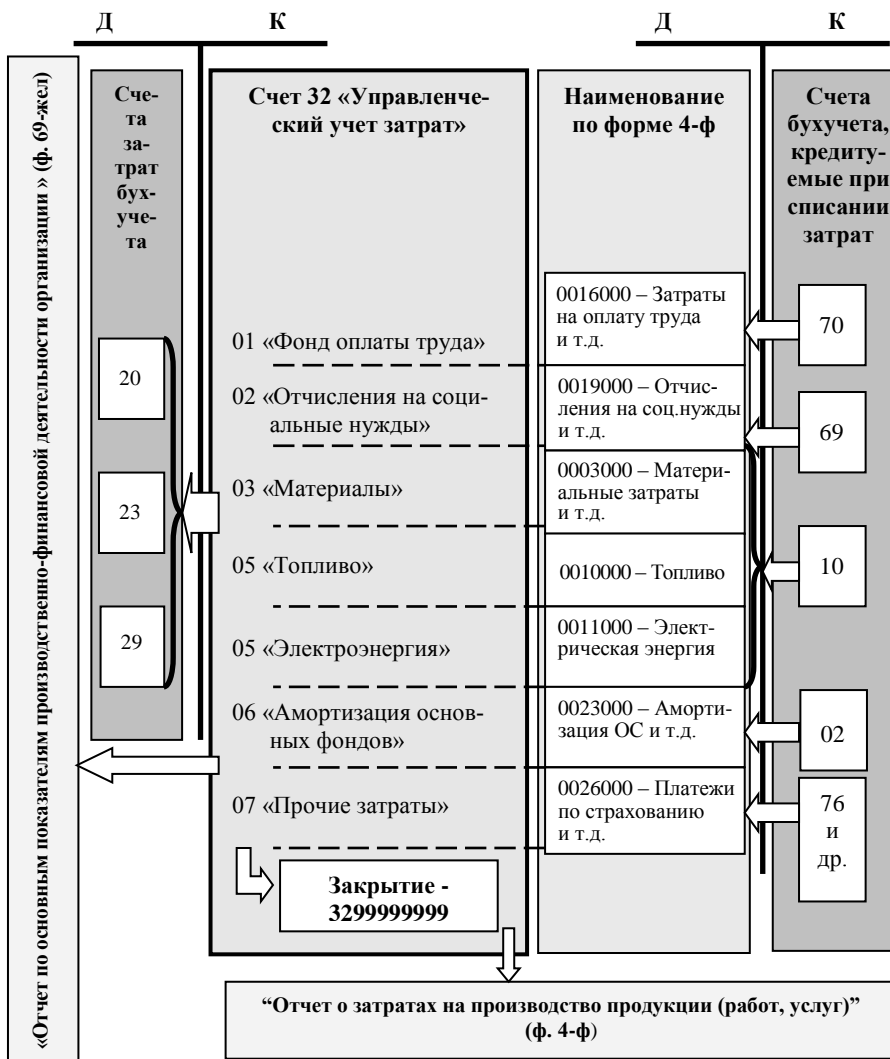 Д
К
Д
К
«Отчет по основным показателям производственно-финансовой деятельности организации » (ф. 69-жел)
Сче-
та
за-
трат
бух-
уче-
та
20
23
29
Счет 32 «Управленче-
ский учет затрат»
01 «Фонд оплаты труда»
02 «Отчисления на соци-
альные нужды»
03 «Материалы»
05 «Топливо»
05 «Электроэнергия»
06 «Амортизация основ-
ных фондов»
07 «Прочие затраты»
Закрытие -
3299999999
Наименование
по форме 4-ф
0016000 – Затраты
на оплату труда
и т.д.
0019000 – Отчис-
ления на соц.нужды
и т.д.
0003000 – Матери-
альные затраты
и т.д.
0010000 – Топливо
0011000 – Элект-
рическая энергия
0023000 – Аморти-
зация ОС и т.д.
0026000 – Платежи
по страхованию
и т.д.
Счета
бухучета,
кредиту-
емые при
списании
затрат
70
69
10
02
76
и
др.
“Отчет о затратах на производство продукции (работ, услуг)”
(ф. 4-ф)